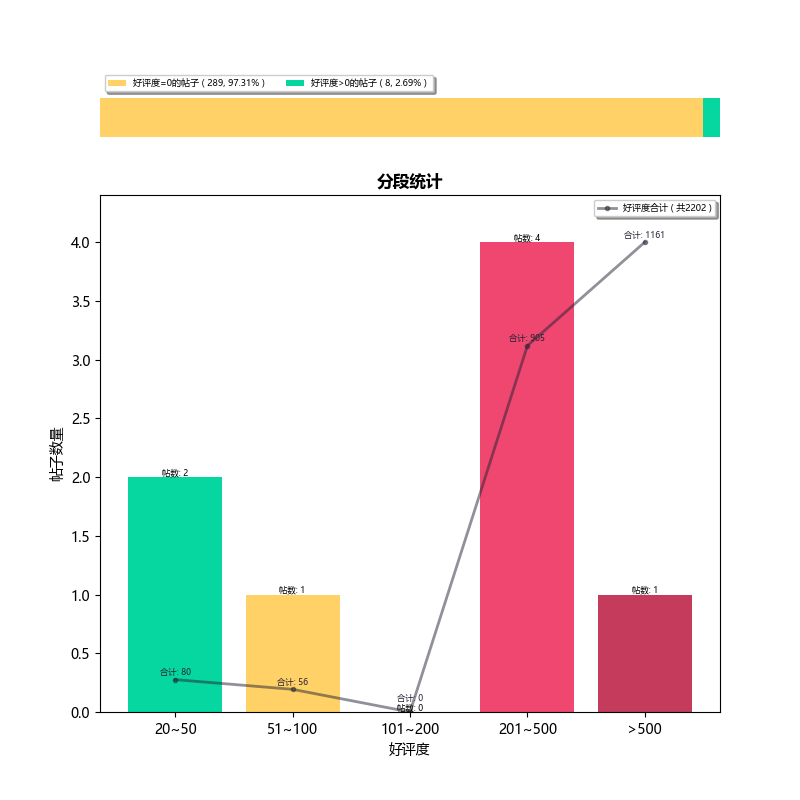 好评度=0的帖子 ( 289, 97.31% )
好评度>0的帖子 ( 8, 2.69% )
分段统计
好评度合计 ( 共2202 )
帖子数量
4.0
3.5
3.0
2.5
2.0
1.5
1.0
0.5
0.0
帖数: 2
帖数: 1
帖数: 0
帖数: 4
帖数: 1
合计: 80
合计: 56
合计: 0
合计: 905
合计: 1161
20~50
51~100
101~200
201~500
>500
好评度